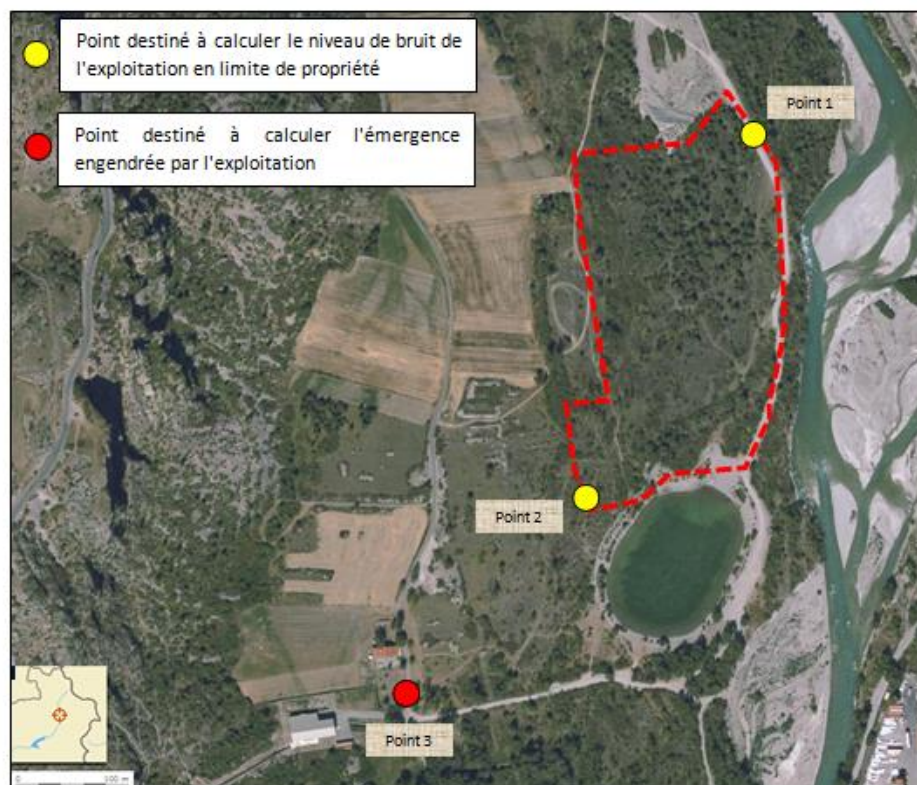 Point destiné à calculer le niveau de bruit de
l'exploitation en limite de propriété
Point destiné à calculer l'émergence
engendrée par l'exploitation
Point 1
Point 2
Point 3
0